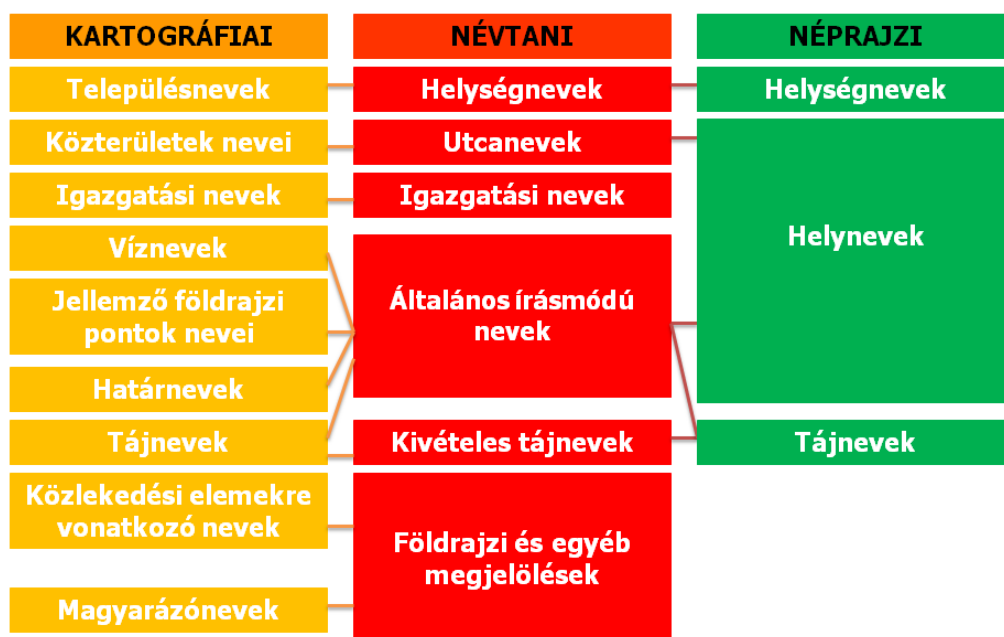 KARTOGRÁFIAI
NÉVTANI
NÉPRAJZI
Településnevek
Helységnevek
Helységnevek
Közterületek nevei
Utcanevek
Igazgatási nevek
Igazgatási nevek
Helynevek
Víznevek
Jellemző földrajzi
pontok nevei
Általános írásmódú
nevek
Határnevek
Tájnevek
Kivételes tájnevek
Tájnevek
Közlekedési elemekre
vonatkozó nevek
Földrajzi és egyéb
megjelölések
Magyarázónevek